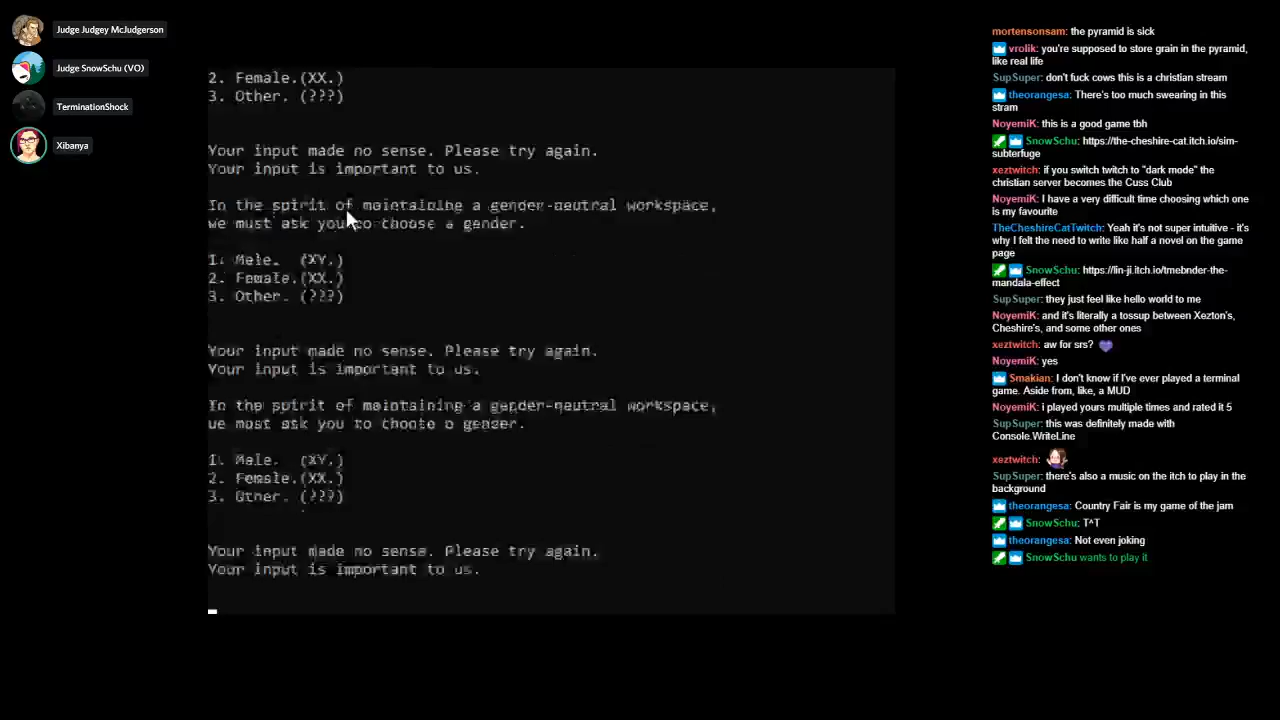 Judge Judgey McJudgerson
Judge SnowSchu (VO)
TerminationShock
Xibanya
2. Female.(XX.)
3. Other. (???)
Your input made no sense. Please try again.
Your input is important to us.
In the spirit of maintaining a gender-neutral workspace,
we must ask you to choose a gender.
1. Male. (XY.)
2. Female.(XX.)
3. Other. (???)
Your input made no sense. Please try again.
Your input is important to us.
In the spirit of maintaining a gender-neutral workspace,
we must ask you to choose a gender.
1. Male. (XY.)
2. Female.(XX.)
3. Other. (???)
Your input made no sense. Please try again.
Your input is important to us.
mortensonsam: the pyramid is sick
vrolik: you're supposed to store grain in the pyramid,
like real life
SupSuper: don't fuck cows this is a christian stream
theorangesa: There's too much swearing in this
stram
NoyemiK: this is a good game tbh
SnowSchu: https://the-cheshire-cat.itch.io/sim-
subterfuge
xeztwitch: if you switch twitch to "dark mode" the
christian server becomes the Cuss Club
NoyemiK: I have a very difficult time choosing which one
is my favourite
TheCheshireCatTwitch: Yeah it's not super intuitive - it's
why I felt the need to write like half a novel on the game
page
SnowSchu: https://lin-ji.itch.io/tmebnder-the-
mandala-effect
SupSuper: they just feel like hello world to me
NoyemiK: and it's literally a tossup between Xezton's,
Cheshire's, and some other ones
xeztwitch: aw for srs?
NoyemiK: yes
Smakian: I don't know if I've ever played a terminal
game. Aside from, like, a MUD
NoyemiK: i played yours multiple times and rated it 5
SupSuper: this was definitely made with
Console.WriteLine
xeztwitch:
SupSuper: there's also a music on the itch to play in the
background
theorangesa: Country Fair is my game of the jam
SnowSchu: T^T
theorangesa: Not even joking
SnowSchu wants to play it